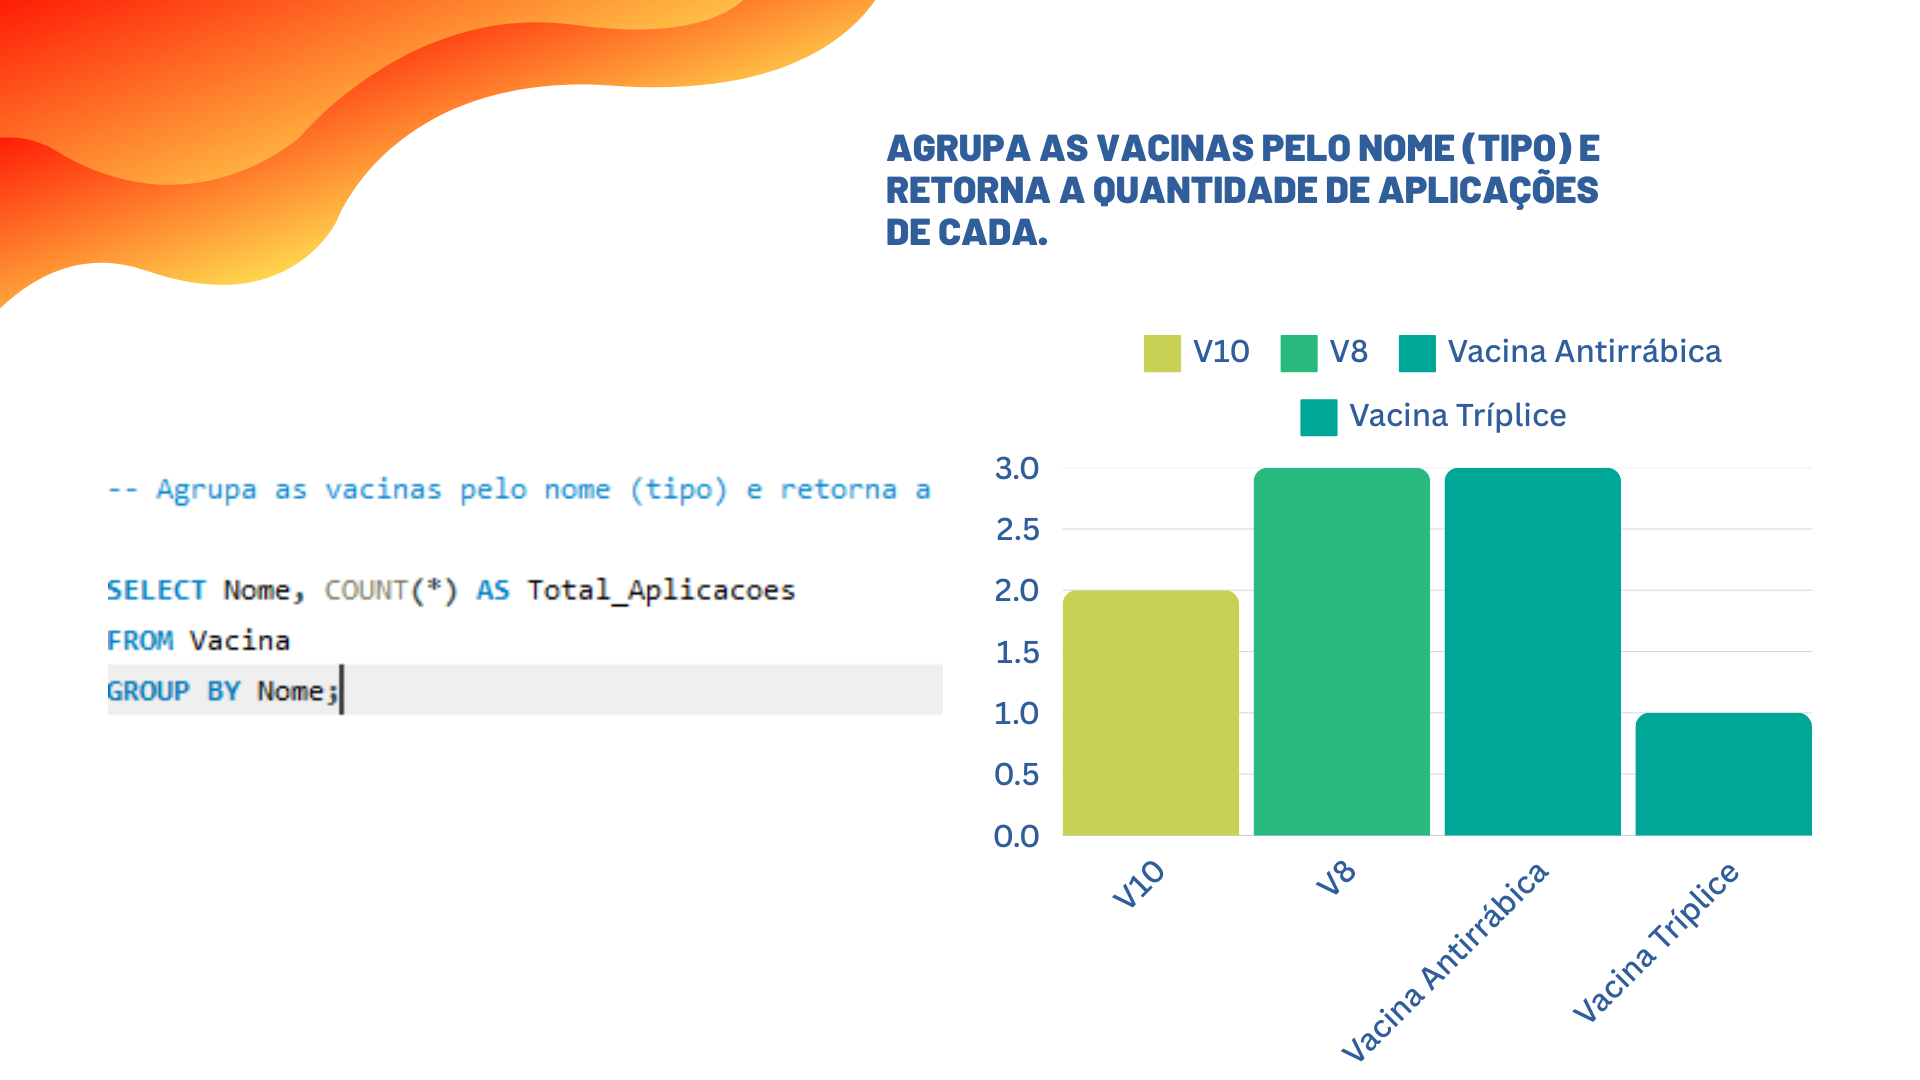 AGRUPA AS VACINAS PELO NOME (TIPO) E
RETORNA A QUANTIDADE DE APLICAÇÕES
DE CADA.
-- Agrupa as vacinas pelo nome (tipo) e retorna a
SELECT Nome, COUNT(*) AS Total_Aplicacoes
FROM Vacina
GROUP BY Nome;
V10 V8 Vacina Antirrábica
Vacina Tríplice
3.0
2.5
2.0
1.5
1.0
0.5
0.0
V10
V8
Vacina Antirrábica
Vacina Tríplice